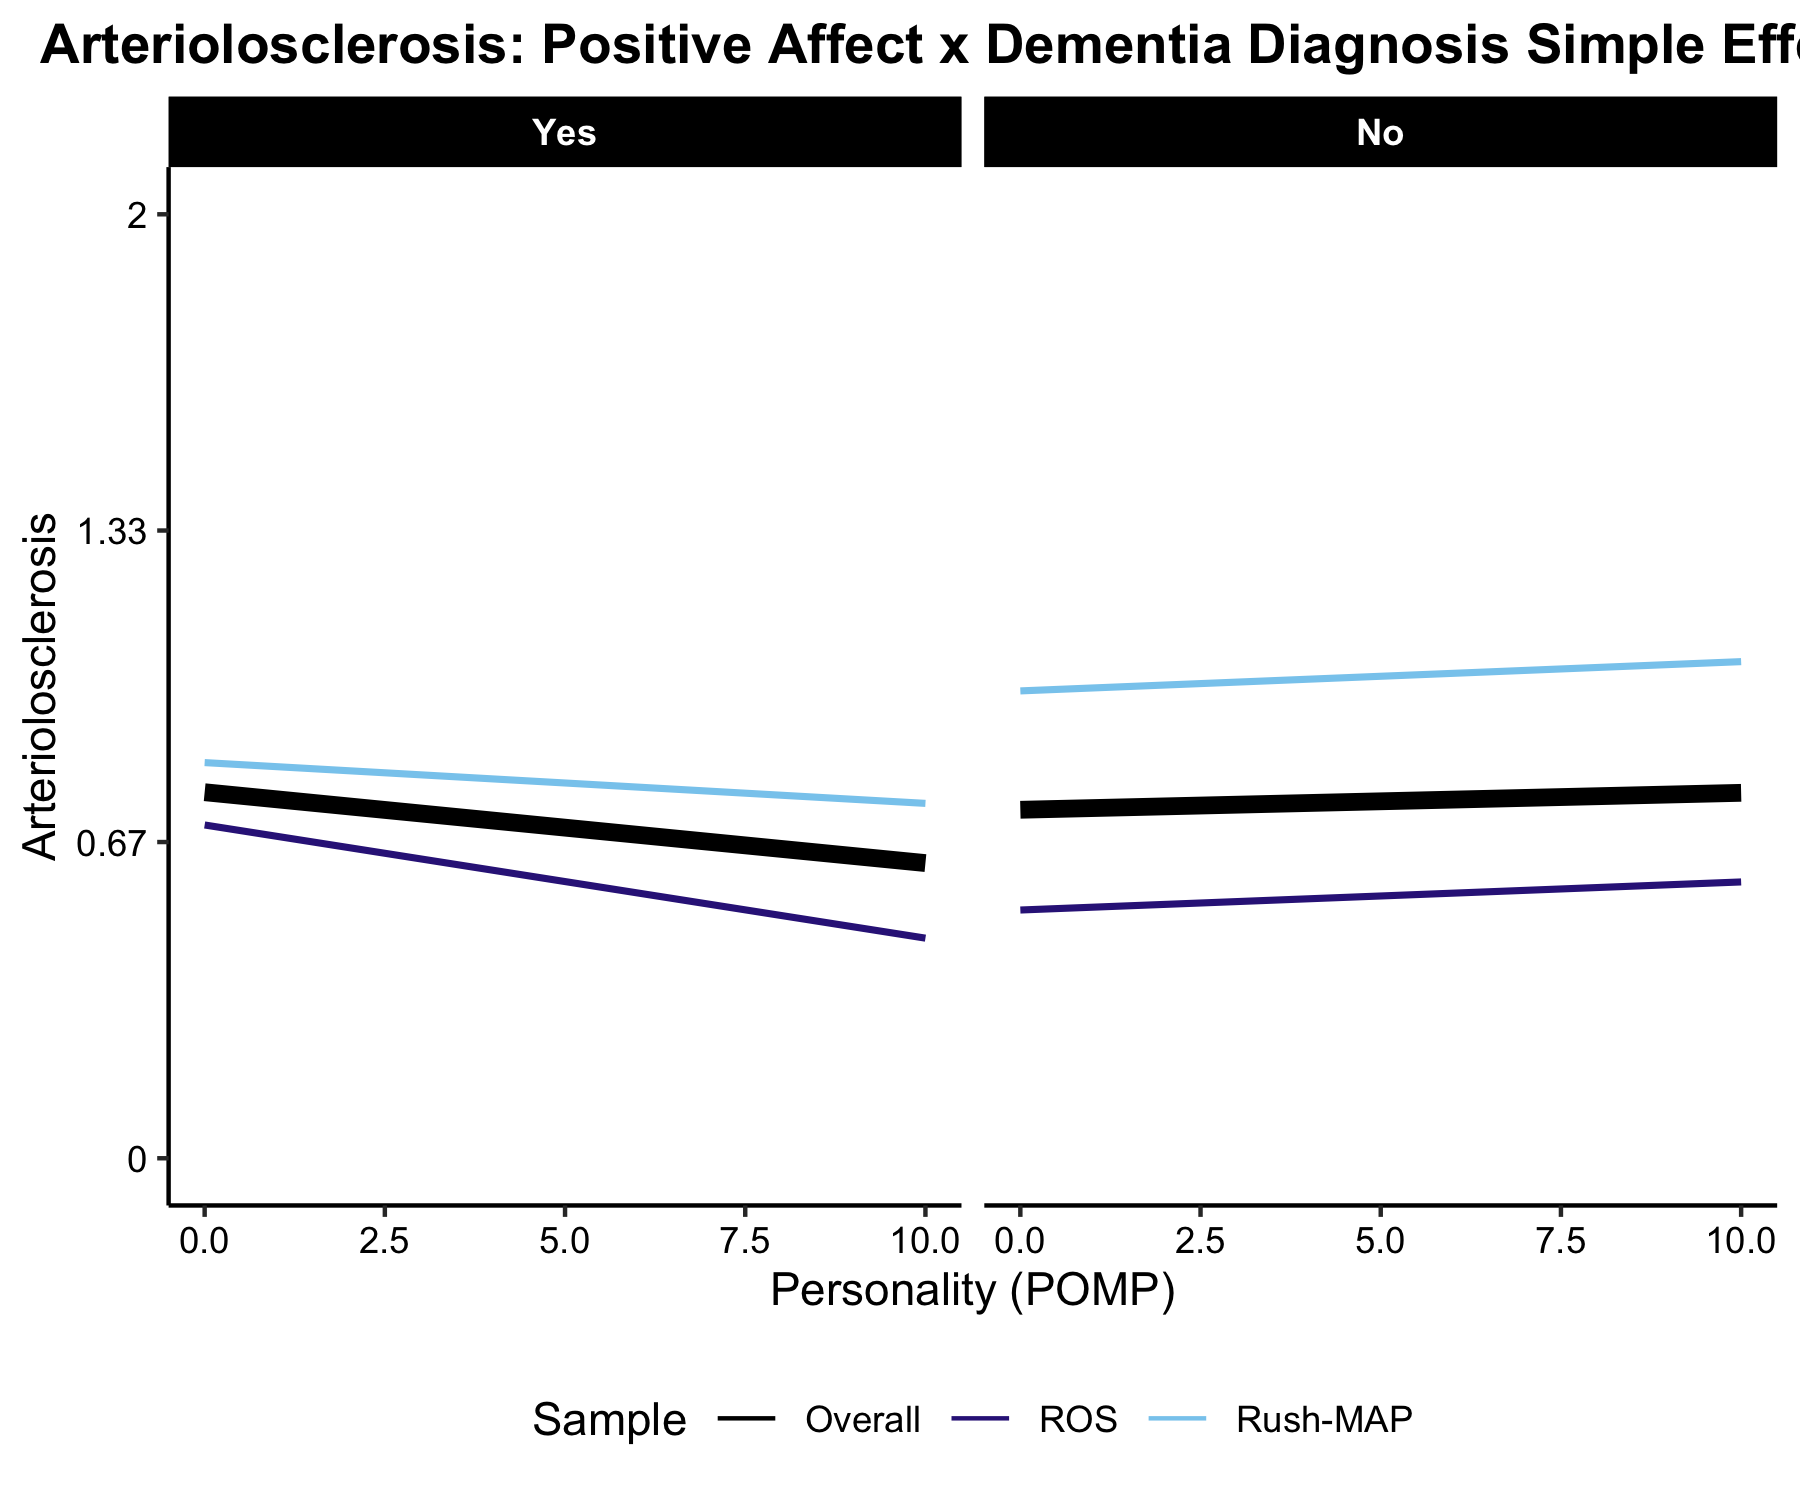 Arteriolosclerosis: Positive Affect x Dementia Diagnosis Simple
Yes
No
Arteriolosclerosis
2
1.33
0.67
0
0.0 2.5 5.0 7.5 10.0 0.0 2.5 5.0 7.5 10.0
Personality (POMP)
Sample Overall ROS Rush-MAP